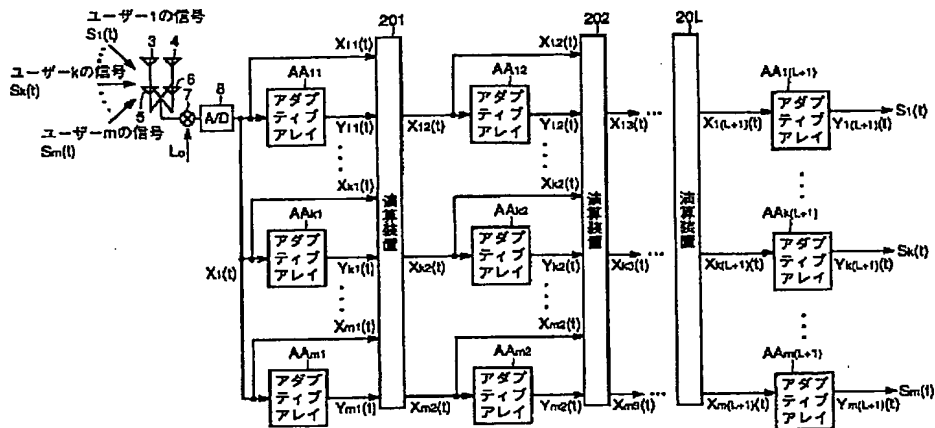 ユーザー1の信号
S1(t)
3 4
ユーザーkの信号
Sk(t)
5 6
7
8
A/D
ユーザーmの信号
Sm(t)
Lo
X1(t)
201
X11(t)
AA11
アダプ
ティブ
アレイ
Y11(t)
Xk1(t)
AAk1
アダプ
ティブ
アレイ
Yk1(t)
Xm1(t)
AAm1
アダプ
ティブ
アレイ
Ym1(t)
演算装置
X12(t)
Xk2(t)
Xm2(t)
202
X12(t)
AA12
アダプ
ティブ
アレイ
Y12(t)
Xk2(t)
AAk2
アダプ
ティブ
アレイ
Yk2(t)
Xm2(t)
AAm2
アダプ
ティブ
アレイ
Ym2(t)
演算装置
X13(t)
Xk3(t)
Xm3(t)
20L
演算装置
X1(L+1)(t)
AA1(L+1)
アダプ
ティブ
アレイ
Y1(L+1)(t)
S1(t)
Xk(L+1)(t)
AAk(L+1)
アダプ
ティブ
アレイ
Yk(L+1)(t)
Sk(t)
Xm(L+1)(t)
AAm(L+1)
アダプ
ティブ
アレイ
Ym(L+1)(t)
Sm(t)